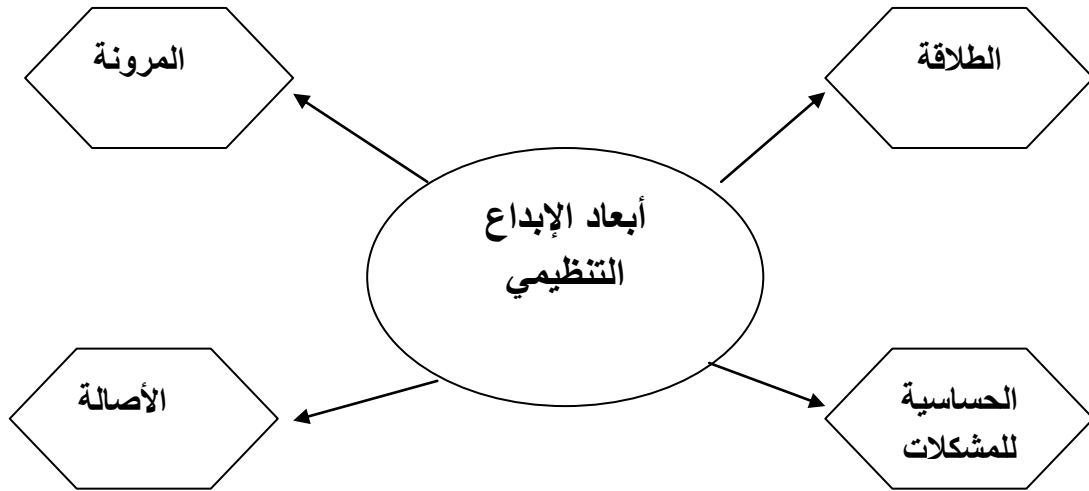 الطلاقة
المرونة
أبعاد الإبداع
التنظيمي
الحساسية
للمشكلات
الأصالة